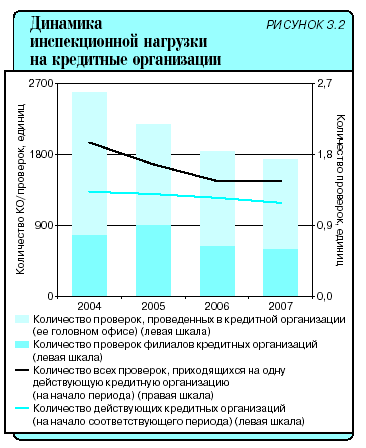 Динамика
инспекционной нагрузки
на кредитные организации
РИСУНОК 3.2
Количество КО/проверок, единиц
2700
1800
900
0
2,7
1,8
0,9
0,0
Количество проверок, единиц
2004 2005 2006 2007
Количество проверок, проведенных в кредитной организации
(ее головном офисе) (левая шкала)
Количество проверок филиалов кредитных организаций
(левая шкала)
Количество всех проверок, приходящихся на одну
действующую кредитную организацию
(на начало периода) (правая шкала)
Количество действующих кредитных организаций
(на начало соответствующего периода) (левая шкала)